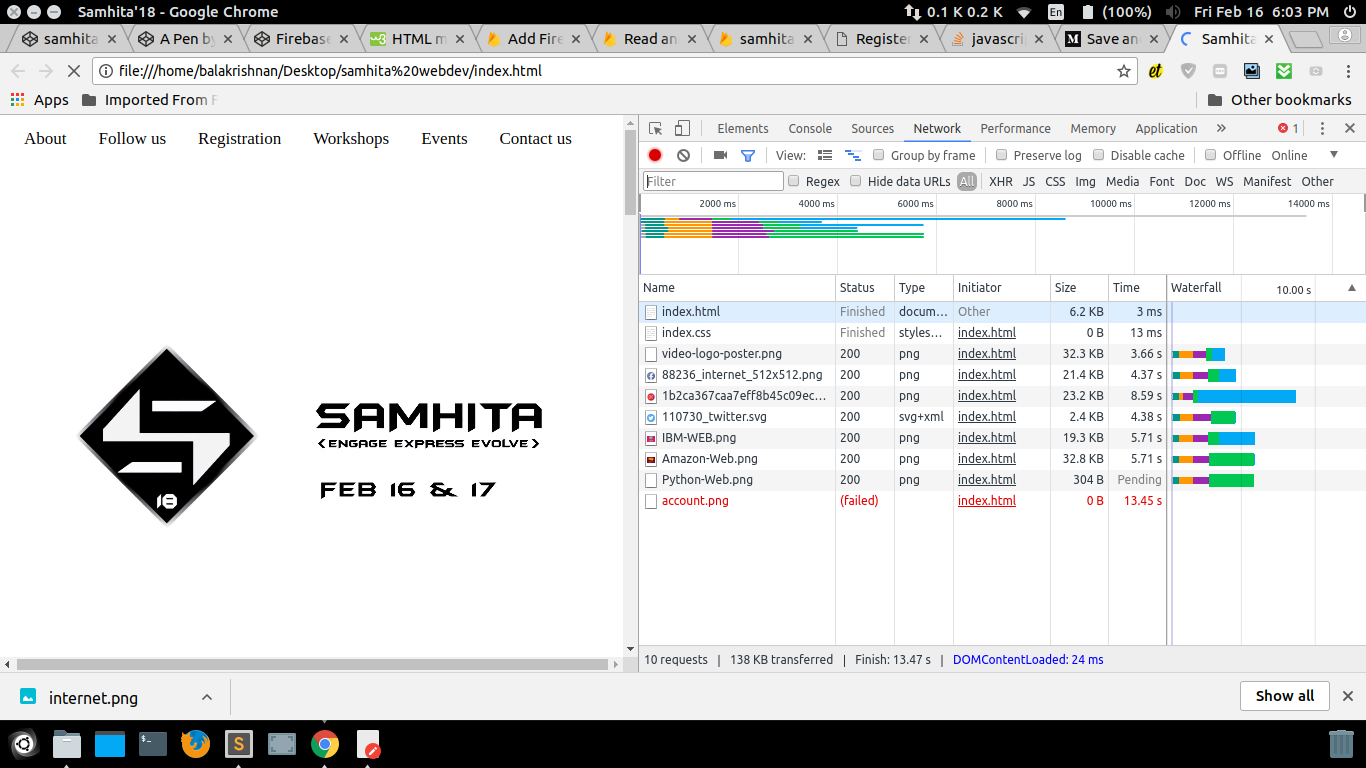 Samhita'18 - Google Chrome 0.1 K 0.2 K En (100%) Fri Feb 16 6:03 PM
samhita A Pen by Firebase HTML m Add Fire Read an samhita Register javascri Save an Samhita
file:///home/balakrishnan/Desktop/samhita%20webdev/index.html et
Apps Imported From F Other bookmarks
About Follow us Registration Workshops Events Contact us
SAMHITA
<ENGAGE EXPRESS EVOLVE>
FEB 16 & 17
18
Elements Console Sources Network Performance Memory Application » 1
View: Group by frame Preserve log Disable cache Offline Online
Filter Regex Hide data URLs All XHR JS CSS Img Media Font Doc WS Manifest Other
2000 ms 4000 ms 6000 ms 8000 ms 10000 ms 12000 ms 14000 ms
Name Status Type Initiator Size Time Waterfall 10.00 s
index.html Finished docum... Other 6.2 KB 3 ms
index.css Finished styles... index.html 0 B 13 ms
video-logo-poster.png 200 png index.html 32.3 KB 3.66 s
88236_internet_512x512.png 200 png index.html 21.4 KB 4.37 s
1b2ca367caa7eff8b45c09ec... 200 png index.html 23.2 KB 8.59 s
110730_twitter.svg 200 svg+xml index.html 2.4 KB 4.38 s
IBM-WEB.png 200 png index.html 19.3 KB 5.71 s
Amazon-Web.png 200 png index.html 32.8 KB 5.71 s
Python-Web.png 200 png index.html 304 B Pending
account.png (failed) index.html 0 B 13.45 s
10 requests | 138 KB transferred | Finish: 13.47 s | DOMContentLoaded: 24 ms
internet.png Show all